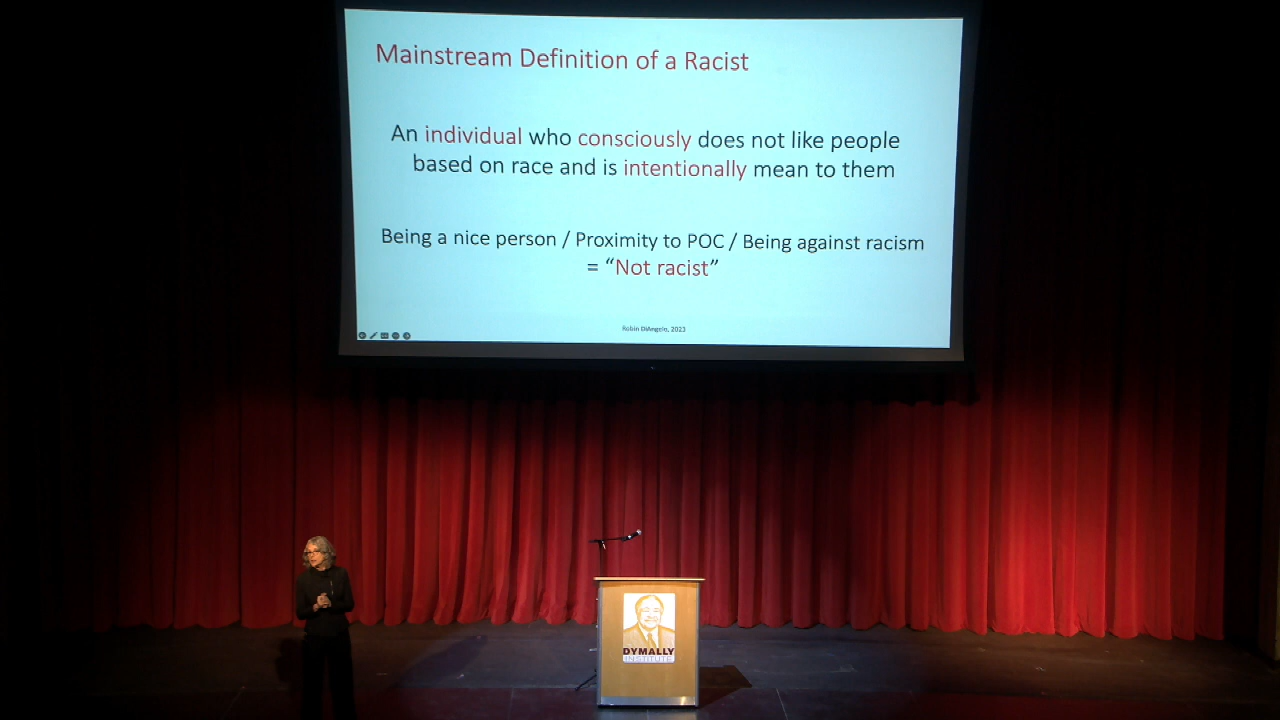 Mainstream Definition of a Racist
An individual who consciously does not like people
based on race and is intentionally mean to them
Being a nice person / Proximity to POC / Being against racism
= “Not racist”
Robin DiAngelo, 2023
DYMALLY
INSTITUTE